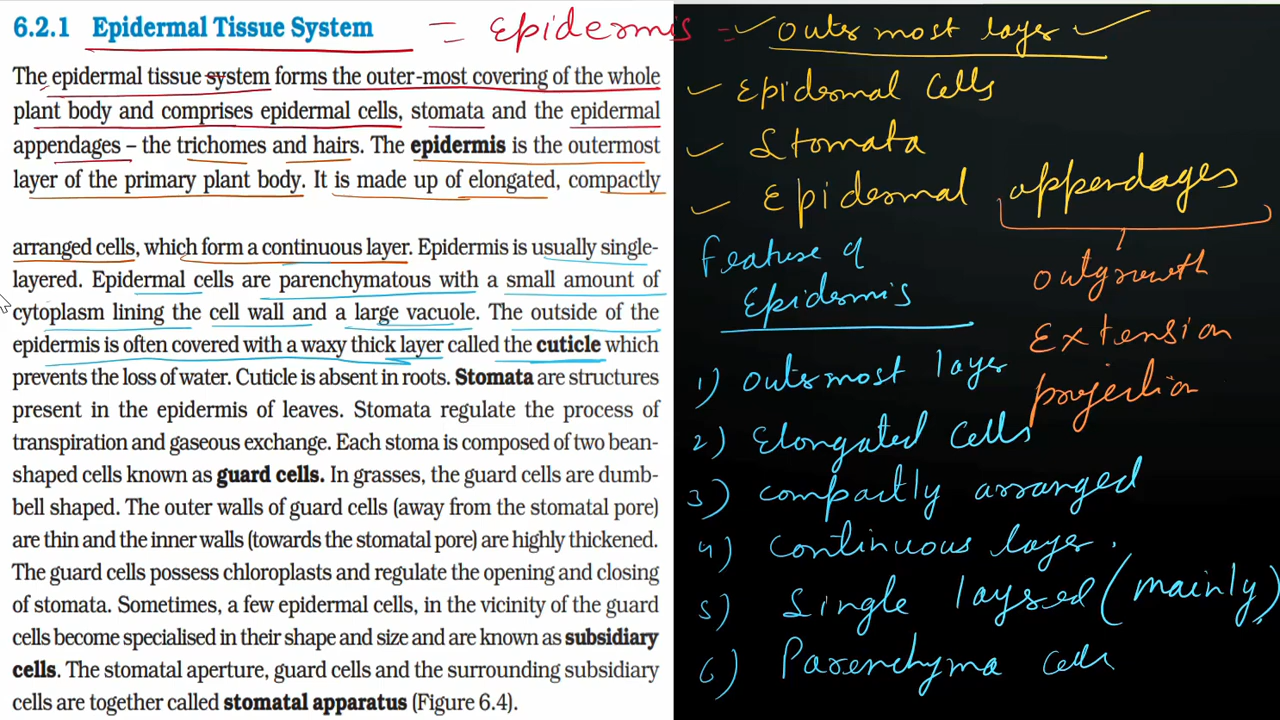 6.2.1 Epidermal Tissue System
The epidermal tissue system forms the outer-most covering of the whole
plant body and comprises epidermal cells, stomata and the epidermal
appendages – the trichomes and hairs. The epidermis is the outermost
layer of the primary plant body. It is made up of elongated, compactly
arranged cells, which form a continuous layer. Epidermis is usually single-
layered. Epidermal cells are parenchymatous with a small amount of
cytoplasm lining the cell wall and a large vacuole. The outside of the
epidermis is often covered with a waxy thick layer called the cuticle which
prevents the loss of water. Cuticle is absent in roots. Stomata are structures
present in the epidermis of leaves. Stomata regulate the process of
transpiration and gaseous exchange. Each stoma is composed of two bean-
shaped cells known as guard cells. In grasses, the guard cells are dumb-
bell shaped. The outer walls of guard cells (away from the stomatal pore)
are thin and the inner walls (towards the stomatal pore) are highly thickened.
The guard cells possess chloroplasts and regulate the opening and closing
of stomata. Sometimes, a few epidermal cells, in the vicinity of the guard
cells become specialised in their shape and size and are known as subsidiary
cells. The stomatal aperture, guard cells and the surrounding subsidiary
cells are together called stomatal apparatus (Figure 6.4).
= Epidermis = ✓ Outer most layer ✓
✓ Epidermal Cells
✓ Stomata
✓ Epidermal appendages
outgrowth
Extension
projection
Feature of
Epidermis
1) Outermost layer
2) Elongated Cells
3) compactly arranged
4) Continuous layer.
5) Single layered (mainly)
6) Parenchyma cells